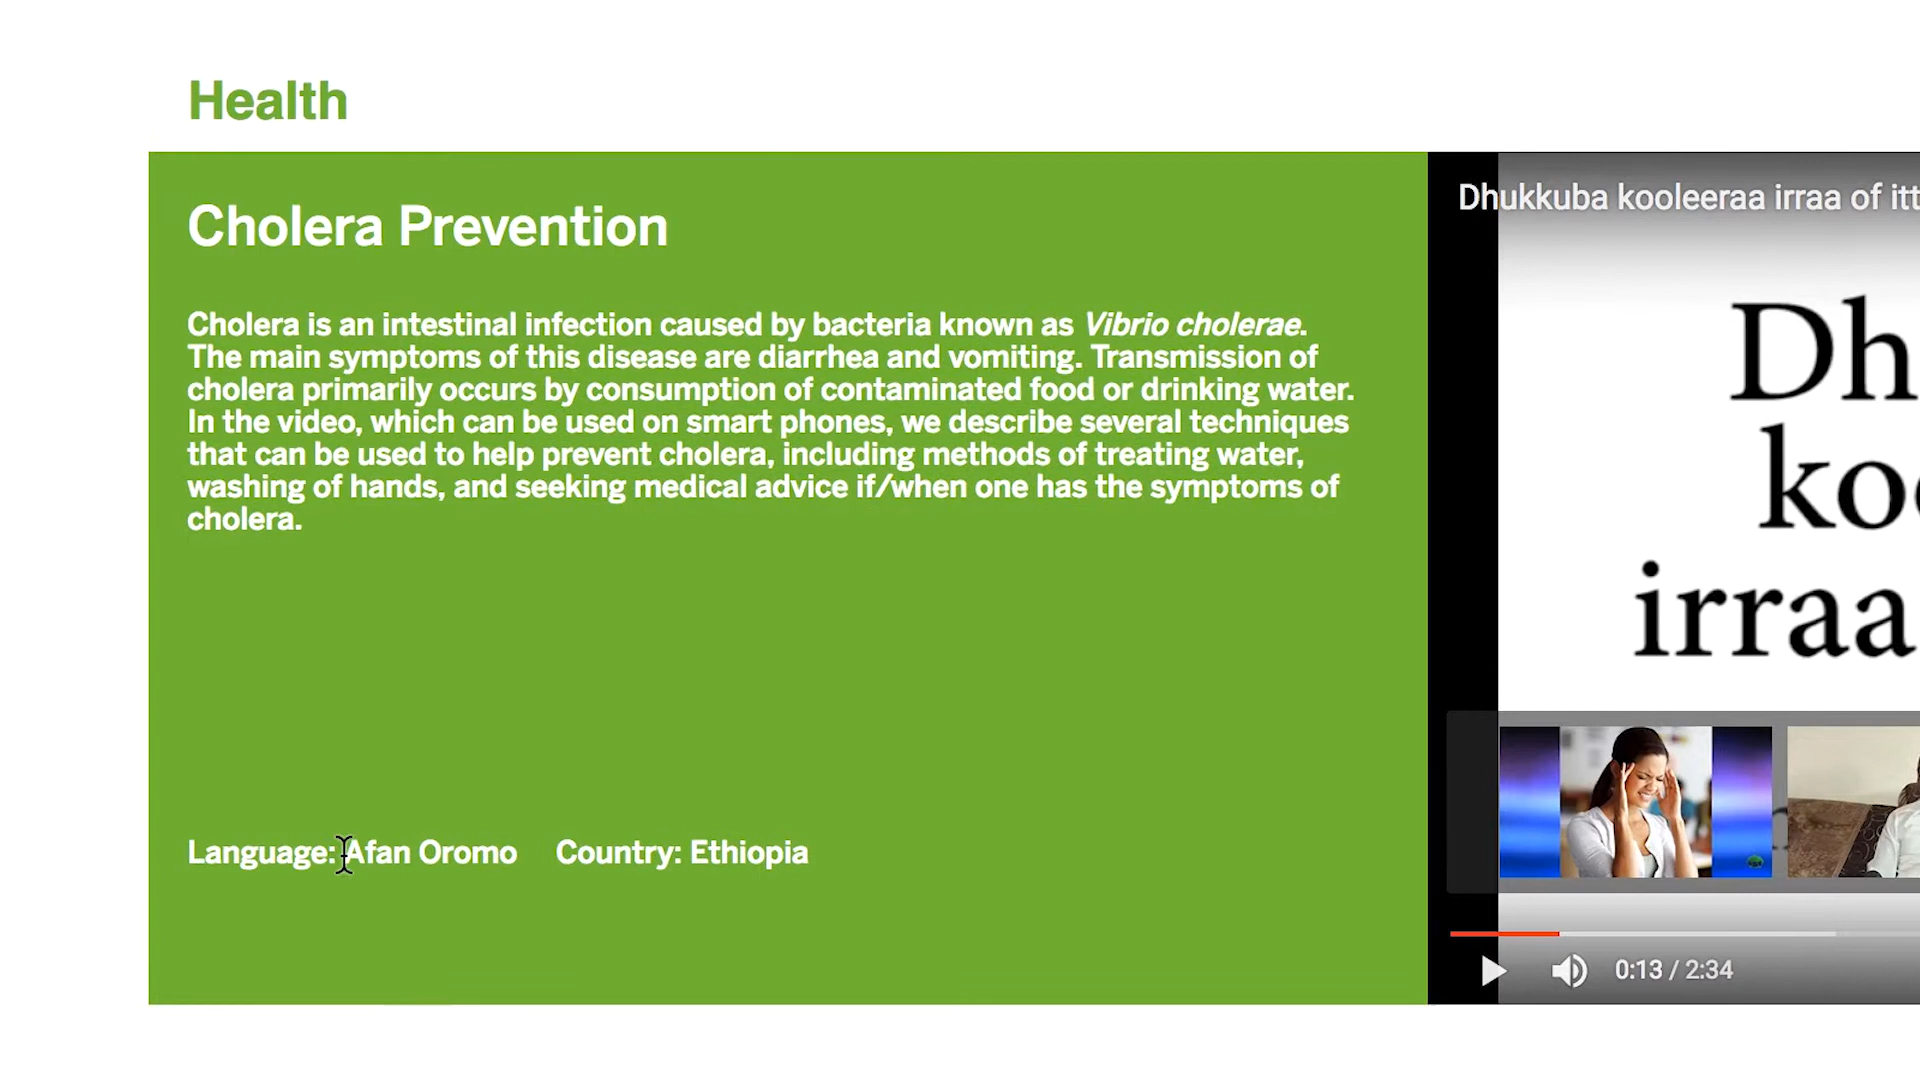 Health
Cholera Prevention
Cholera is an intestinal infection caused by bacteria known as Vibrio cholerae.
The main symptoms of this disease are diarrhea and vomiting. Transmission of
cholera primarily occurs by consumption of contaminated food or drinking water.
In the video, which can be used on smart phones, we describe several techniques
that can be used to help prevent cholera, including methods of treating water,
washing of hands, and seeking medical advice if/when one has the symptoms of
cholera.
Language: Afan Oromo Country: Ethiopia
Dhukkuba kooleeraa irraa of itt
Dh
koo
irraa
0:13 / 2:34